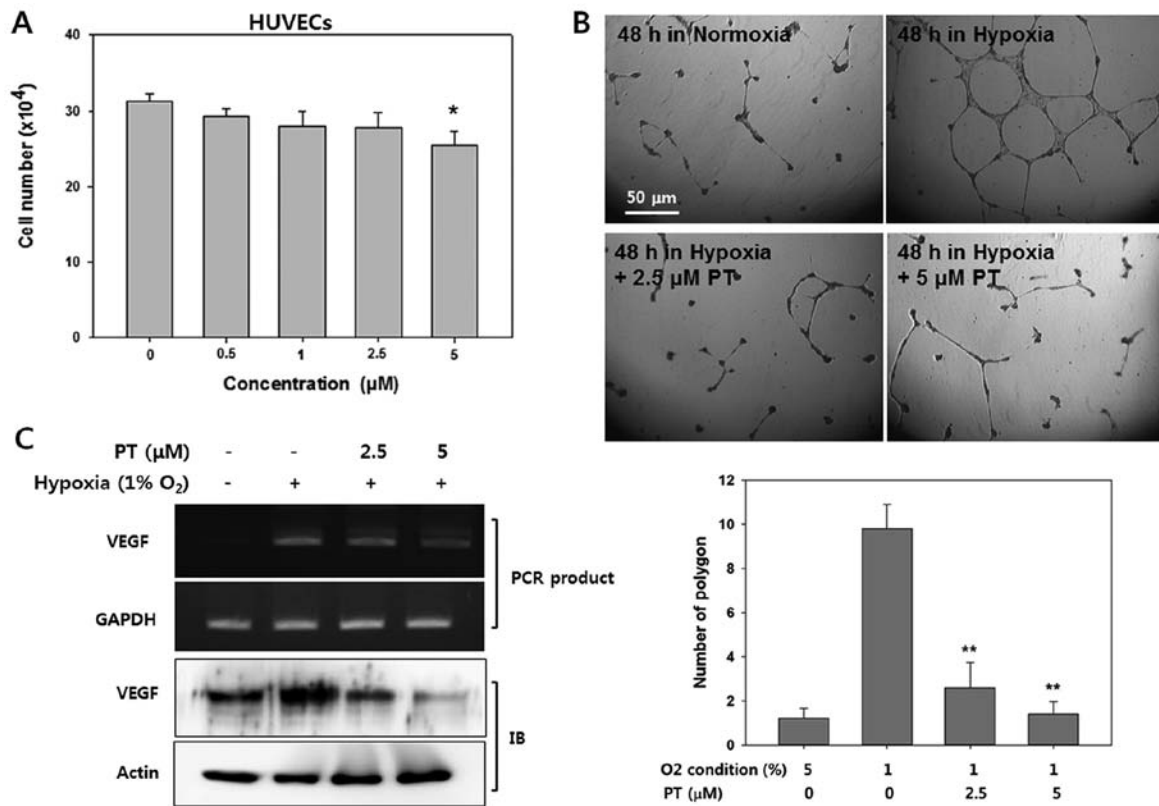 A
HUVECs
Cell number (x10⁴)
40
30
20
10
0
*
0 0.5 1 2.5 5
Concentration (μM)
B
48 h in Normoxia
50 μm
48 h in Hypoxia
48 h in Hypoxia
+ 2.5 μM PT
48 h in Hypoxia
+ 5 μM PT
Number of polygon
12
10
8
6
4
2
0
**
**
O2 condition (%) 5 1 1 1
PT (μM) 0 0 2.5 5
C
PT (μM) - - 2.5 5
Hypoxia (1% O₂) - + + +
VEGF
GAPDH
PCR product
VEGF
Actin
IB